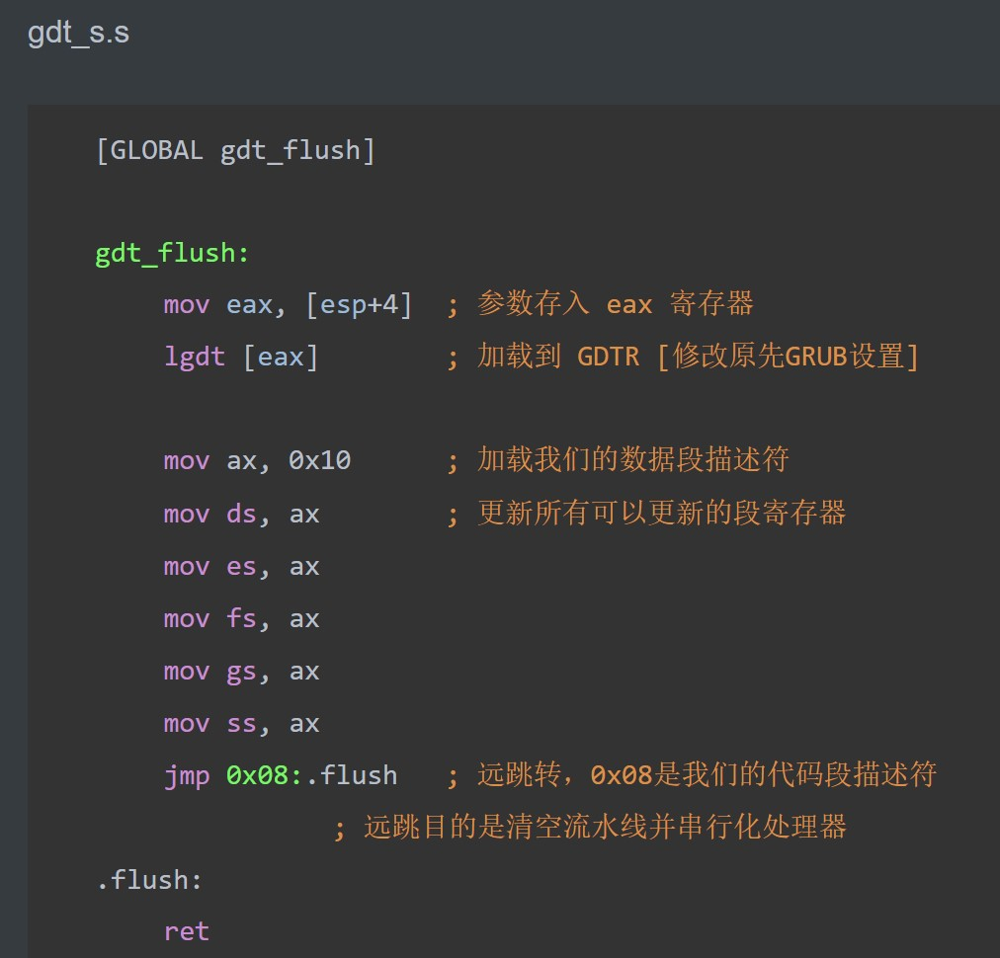 gdt_s.s
[GLOBAL gdt_flush]
gdt_flush:
mov eax, [esp+4]  ; 参数存入 eax 寄存器
lgdt [eax]        ; 加载到 GDTR [修改原先GRUB设置]
mov ax, 0x10      ; 加载我们的数据段描述符
mov ds, ax        ; 更新所有可以更新的段寄存器
mov es, ax
mov fs, ax
mov gs, ax
mov ss, ax
jmp 0x08:.flush   ; 远跳转，0x08是我们的代码段描述符
; 远跳目的是清空流水线并串行化处理器
.flush:
ret